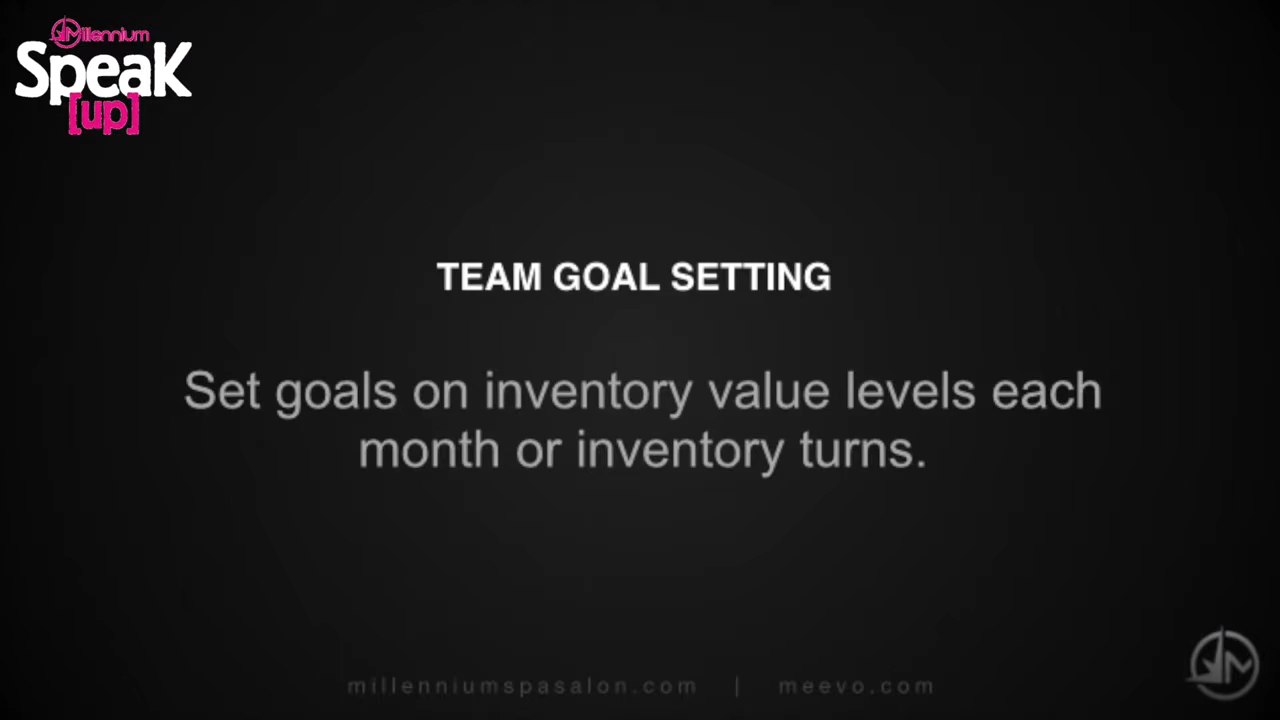 Millennium
Speak
[up]
TEAM GOAL SETTING
Set goals on inventory value levels each
month or inventory turns.
millenniumspasalon.com | meevo.com
M